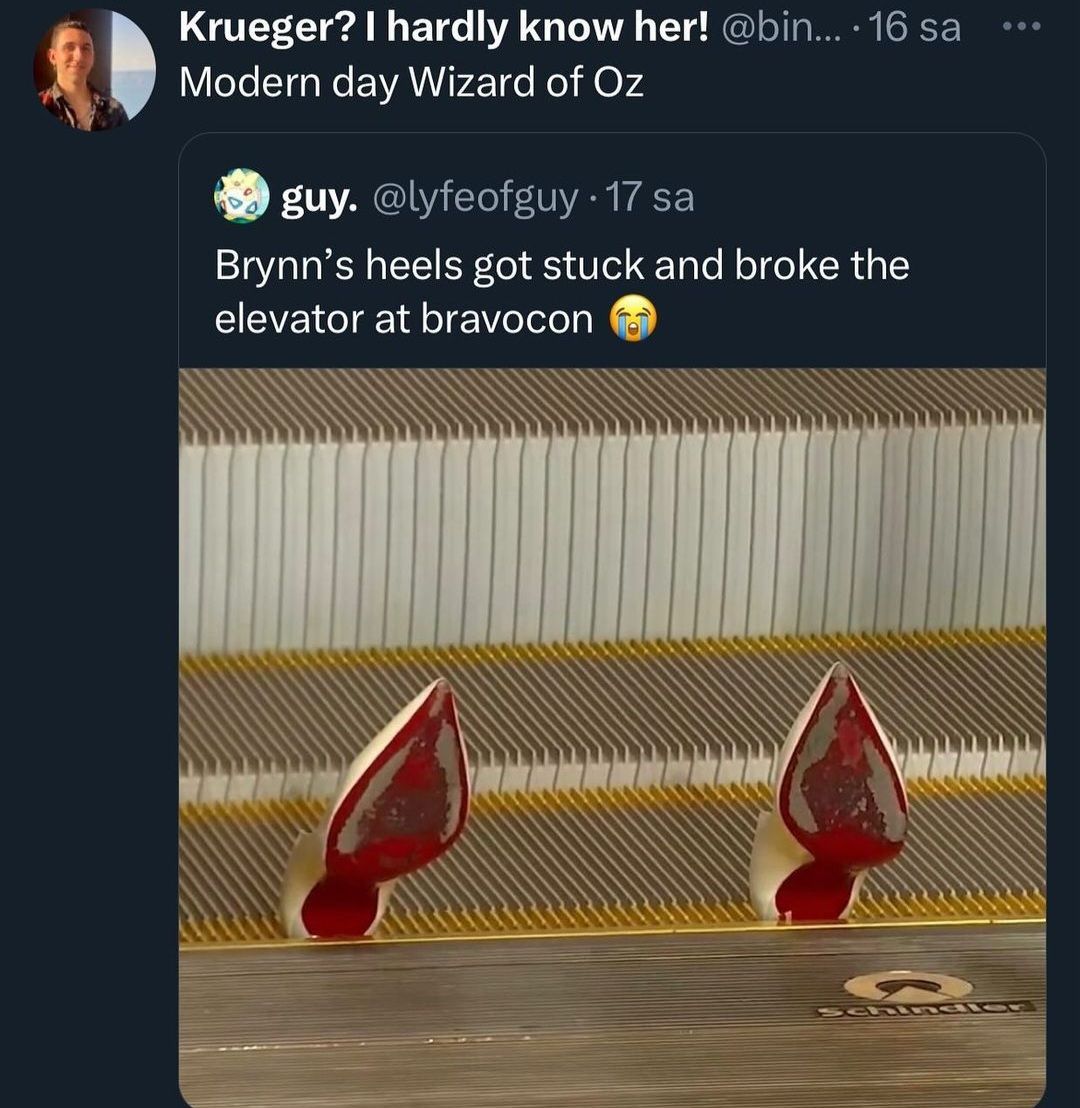 Krueger? I hardly know her! @bin... · 16 sa
Modern day Wizard of Oz
guy. @lyfeofguy · 17 sa
Brynn’s heels got stuck and broke the
elevator at bravocon 😭
Schindler